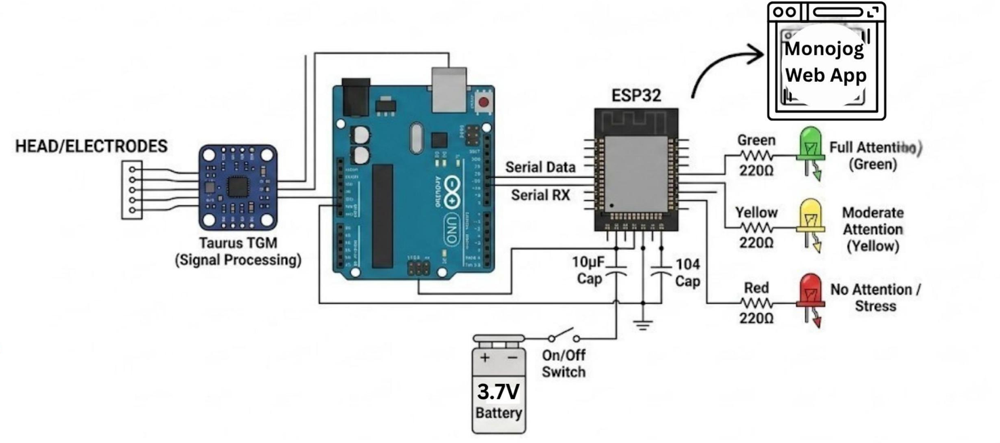 Monojog
Web App
ESP32
HEAD/ELECTRODES
Taurus TGM
(Signal Processing)
ARDUINO
UNO
Serial Data
Serial RX
Green
220Ω
Full
(Green)
Yellow
220Ω
Moderate
Attention
(Yellow)
Red
220Ω
No Attention /
Stress
10µF
Cap
104
Cap
On/Off
Switch
+ −
3.7V
Battery